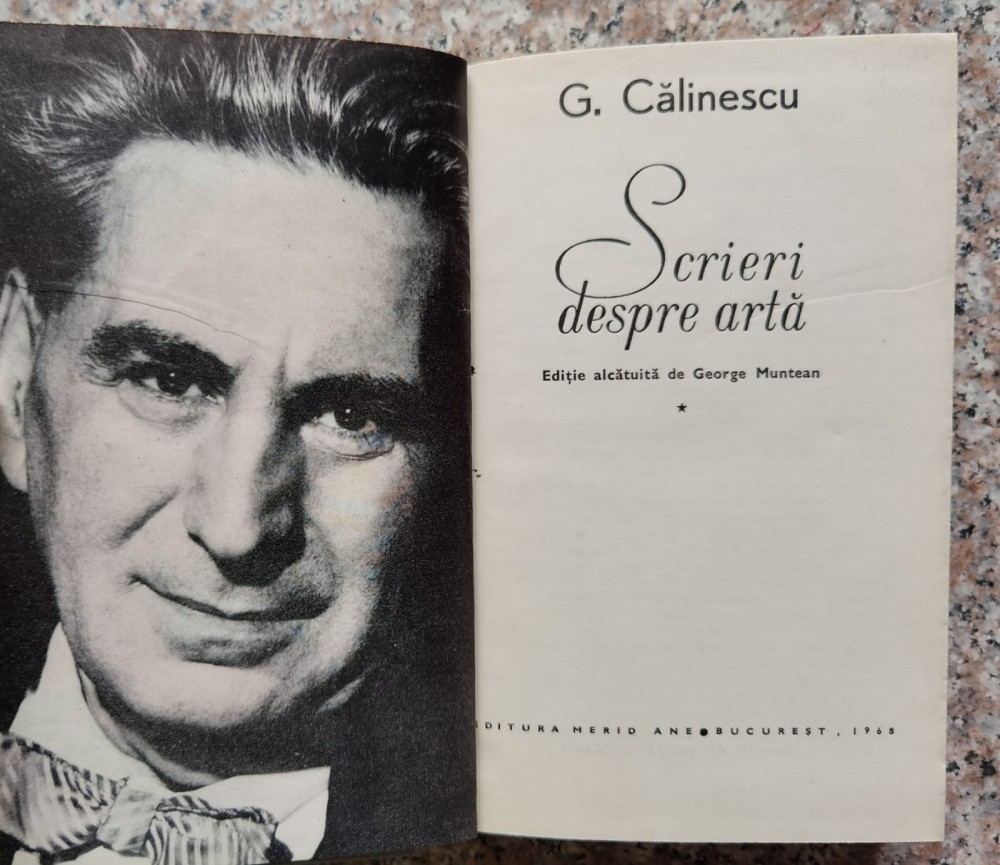 G. Călinescu
Scrieri
despre artă
Ediție alcătuită de George Muntean
★
DITURA MERID ANE ● BUCUREȘT , 1968